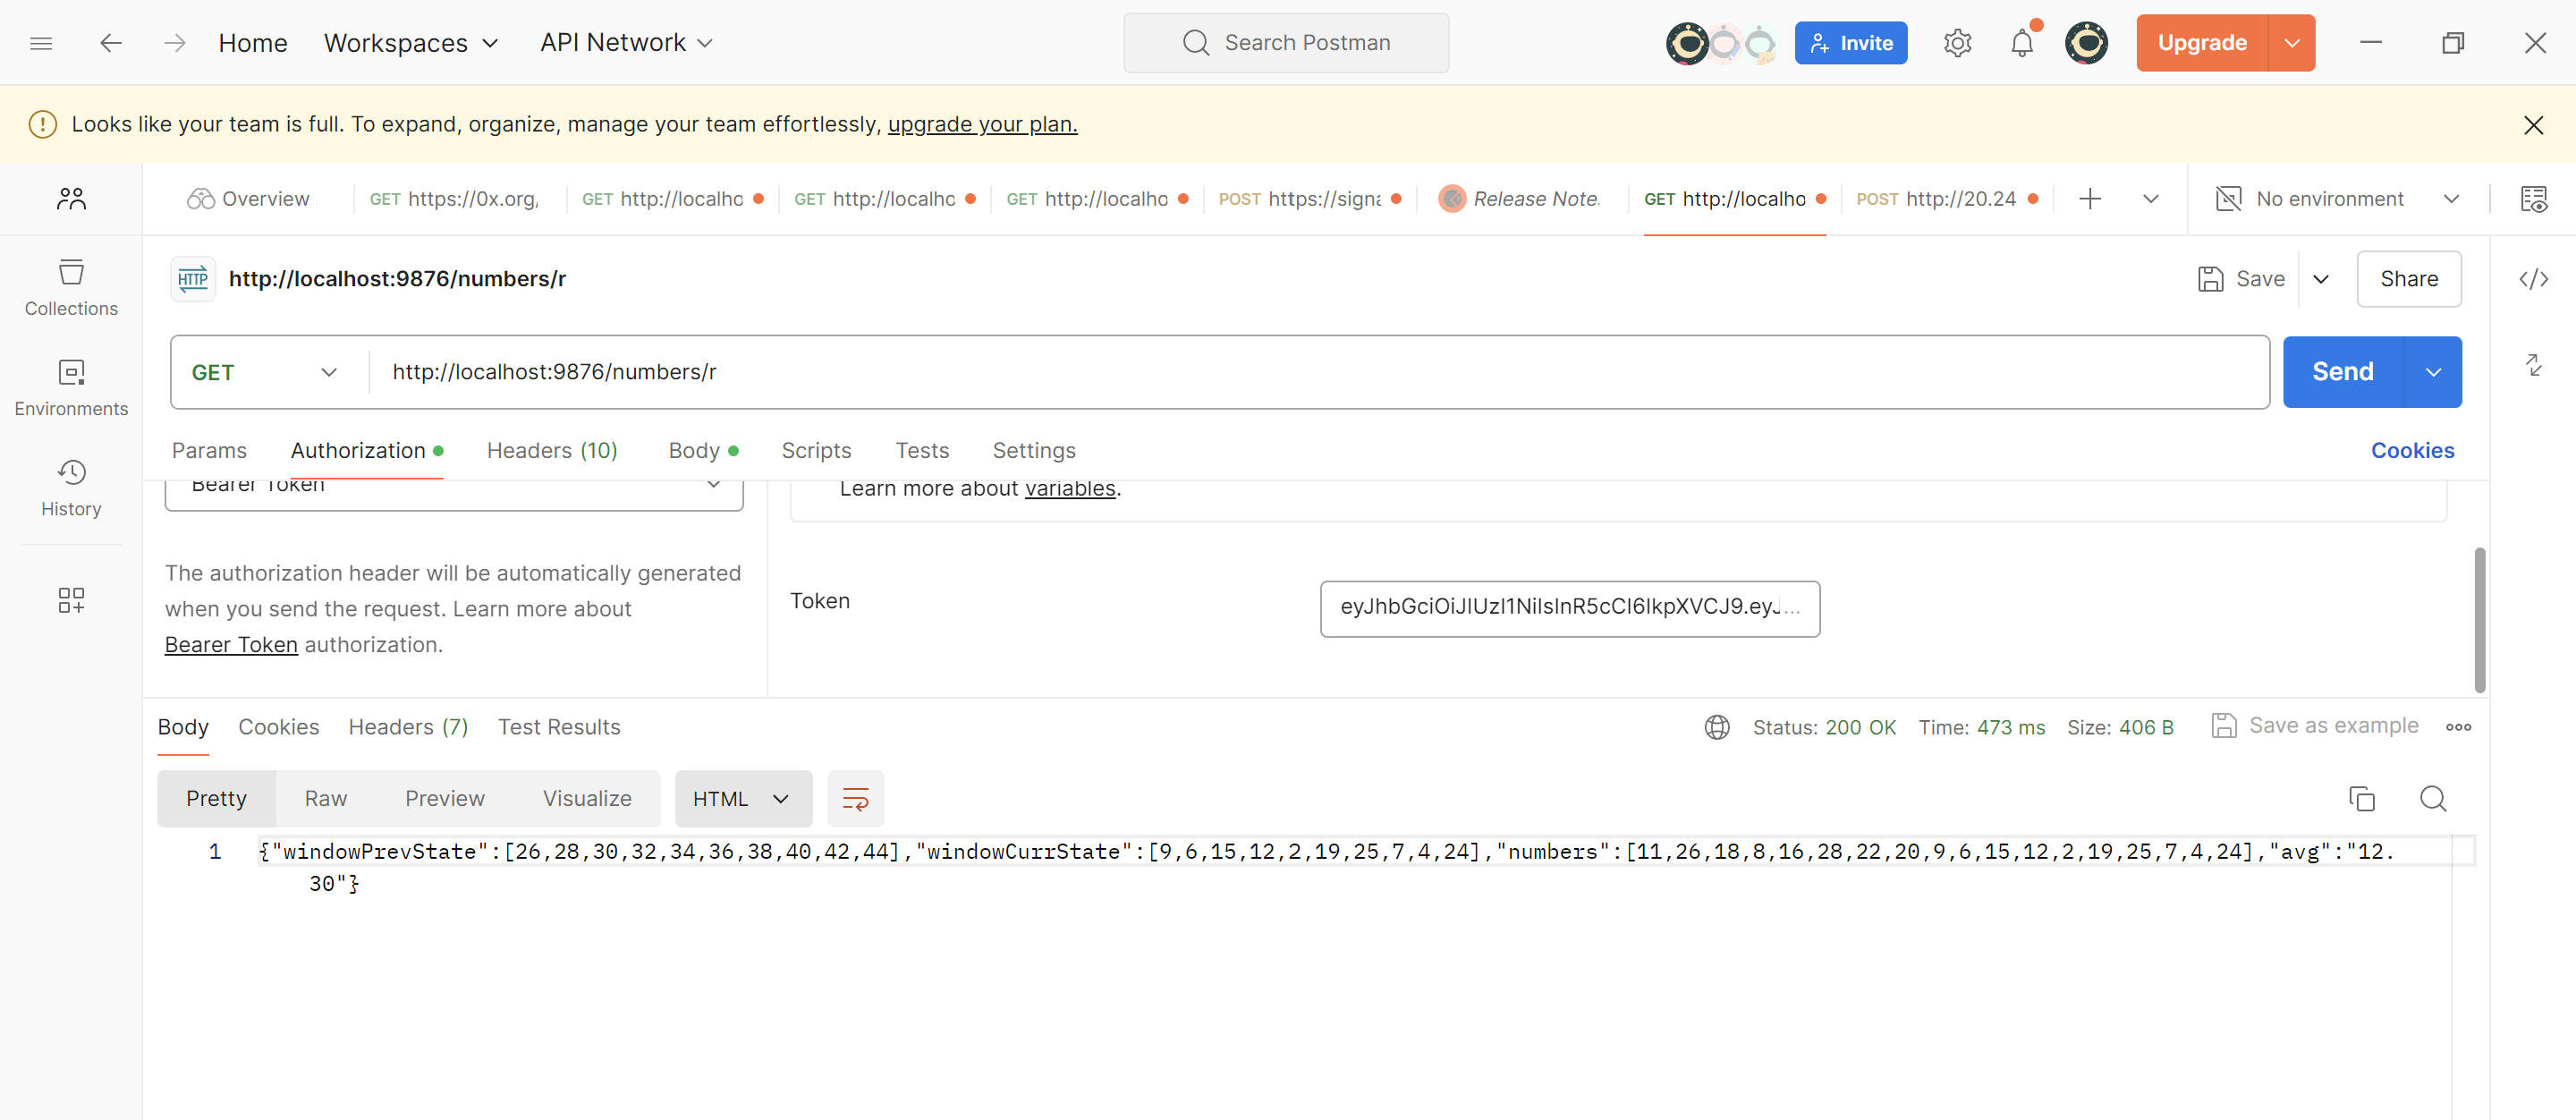 Home Workspaces API Network Search Postman Invite Upgrade
Looks like your team is full. To expand, organize, manage your team effortlessly, upgrade your plan.
Overview GET https://0x.org, GET http://localho GET http://localho GET http://localho POST https://signa Release Note GET http://localho POST http://20.24 No environment
HTTP http://localhost:9876/numbers/r Save Share
Collections
GET http://localhost:9876/numbers/r Send
Environments
Params Authorization Headers (10) Body Scripts Tests Settings Cookies
History
Bearer Token
Learn more about variables.
The authorization header will be automatically generated
when you send the request. Learn more about
Bearer Token authorization.
Token eyJhbGciOiJIUzI1NiIsInR5cCI6IkpXVCJ9.eyJ...
Body Cookies Headers (7) Test Results Status: 200 OK Time: 473 ms Size: 406 B Save as example
Pretty Raw Preview Visualize HTML
1 {"windowPrevState":[26,28,30,32,34,36,38,40,42,44],"windowCurrState":[9,6,15,12,2,19,25,7,4,24],"numbers":[11,26,18,8,16,28,22,20,9,6,15,12,2,19,25,7,4,24],"avg":"12.
30"}